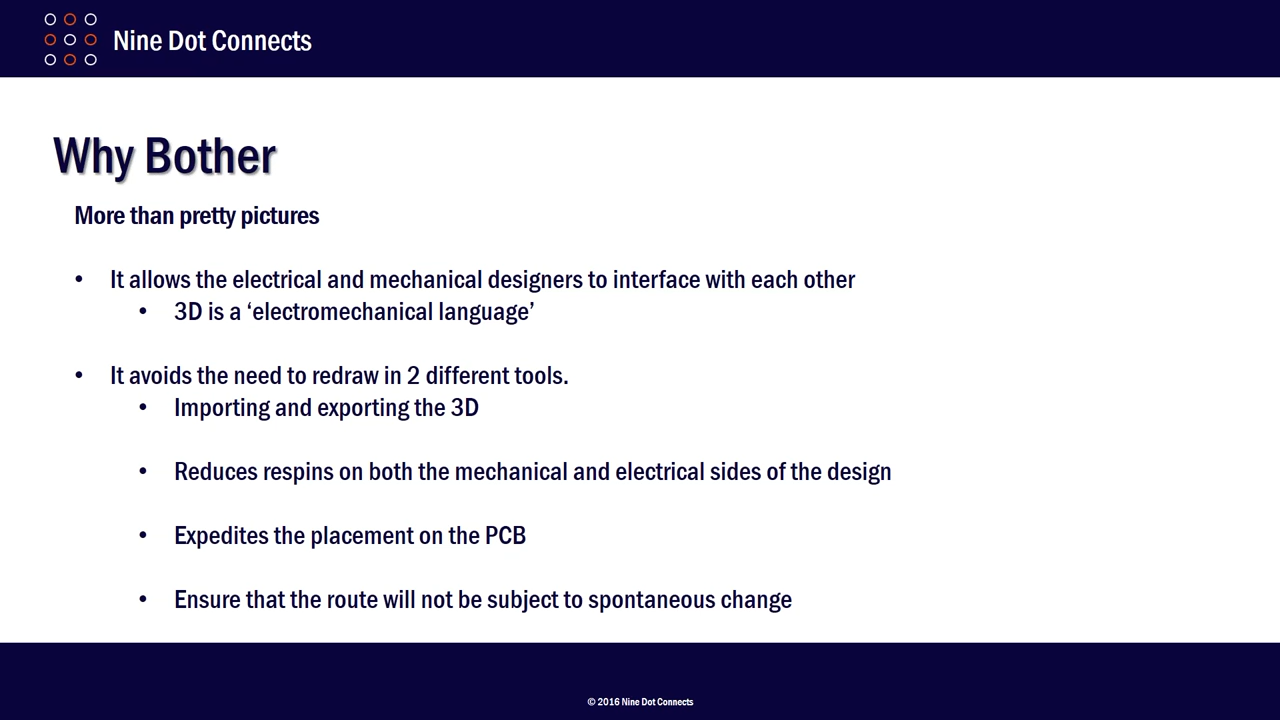 Nine Dot Connects
Why Bother
More than pretty pictures
• It allows the electrical and mechanical designers to interface with each other
• 3D is a ‘electromechanical language’
• It avoids the need to redraw in 2 different tools.
• Importing and exporting the 3D
• Reduces respins on both the mechanical and electrical sides of the design
• Expedites the placement on the PCB
• Ensure that the route will not be subject to spontaneous change
© 2016 Nine Dot Connects